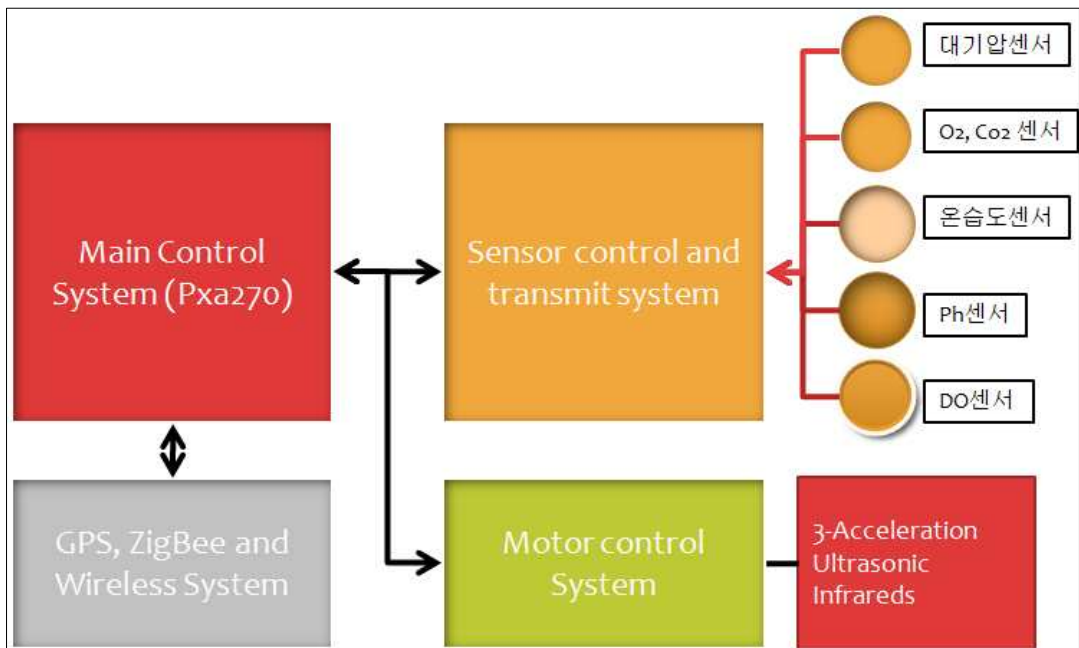 대기압센서
O2, Co2 센서
온습도센서
Ph센서
DO센서
Main Control
System (Pxa270)
Sensor control and
transmit system
GPS, ZigBee and
Wireless System
Motor control
System
3-Acceleration
Ultrasonic
Infrareds